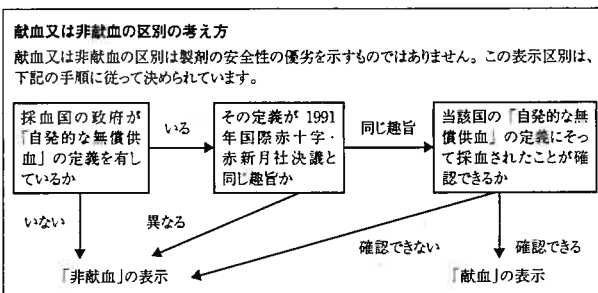 献血又は非献血の区別の考え方
献血又は非献血の区別は製剤の安全性の優劣を示すものではありません。この表示区別は、
下記の手順に従って決められています。
採血国の政府が
「自発的な無償供
血」の定義を有し
ているか
いる
その定義が 1991
年国際赤十字・
赤新月社決議と
同じ趣旨か
同じ趣旨
当該国の「自発的な無
償供血」の定義にそっ
て採血されたことが確
認できるか
いない
異なる
確認できない
確認できる
「非献血」の表示
「献血」の表示